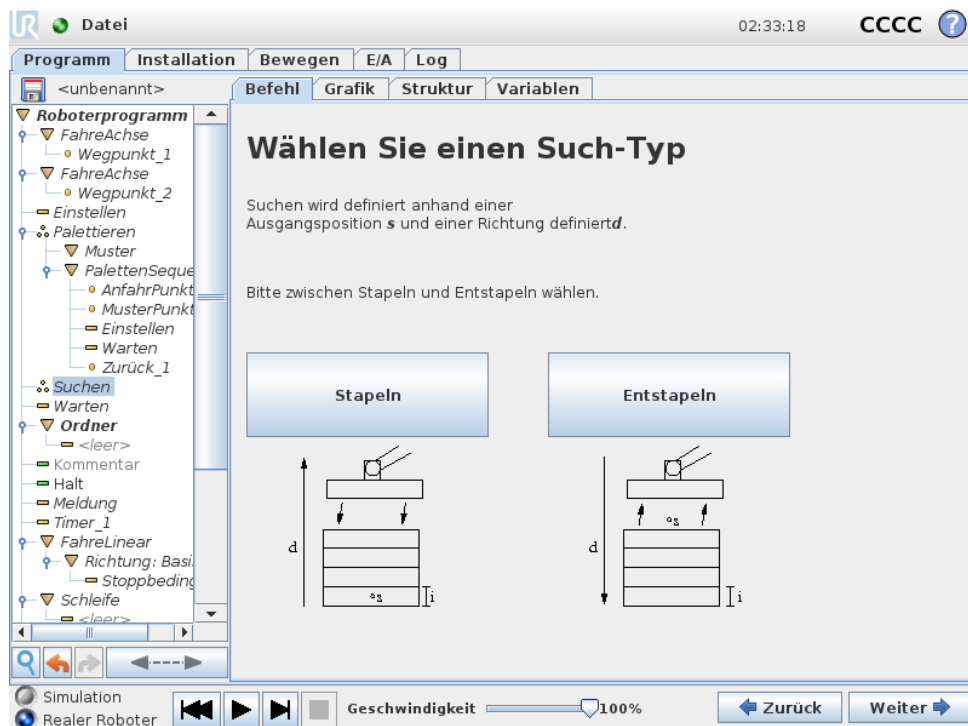 UR
Datei
02:33:18
CCCC
?
Programm
Installation
Bewegen
E/A
Log
<unbenannt>
Befehl
Grafik
Struktur
Variablen
Roboterprogramm
FahreAchse
Wegpunkt_1
FahreAchse
Wegpunkt_2
Einstellen
Palettieren
Muster
PalettenSeque
AnfahrPunkt
MusterPunkt
Einstellen
Warten
Zurück_1
Suchen
Warten
Ordner
<leer>
Kommentar
Halt
Meldung
Timer_1
FahreLinear
Richtung: Basi
Stoppbeding
Schleife
<leer>
Wählen Sie einen Such-Typ
Suchen wird definiert anhand einer
Ausgangsposition s und einer Richtung definiertd.
Bitte zwischen Stapeln und Entstapeln wählen.
Stapeln
Entstapeln
d
s
i
d
s
i
Simulation
Realer Roboter
Geschwindigkeit
100%
Zurück
Weiter